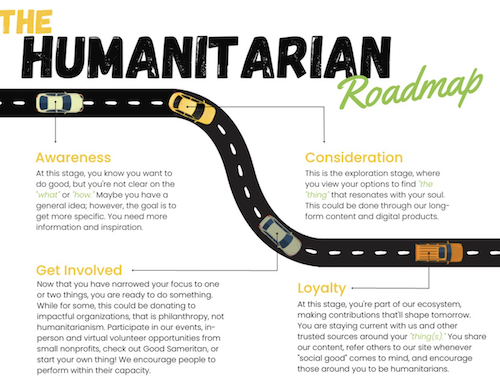 THE
HUMANITARIAN
Roadmap
Awareness
At this stage, you know you want to
do good, but you're not clear on the
"what" or "how." Maybe you have a
general idea; however, the goal is to
get more specific. You need more
information and inspiration.
Consideration
This is the exploration stage, where
you view your options to find "the
"thing" that resonates with your soul.
This could be done through our long-
form content and digital products.
Get Involved
Now that you have narrowed your focus to one
or two things, you are ready to do something.
While for some, this could be donating to
impactful organizations, that is philanthropy, not
humanitarianism. Participate in our events, in-
person and virtual volunteer opportunities from
small nonprofits, check out Good Sameritan, or
start your own thing! We encourage people to
perform within their capacity.
Loyalty
At this stage, you're part of our ecosystem,
making contributions that'll shape tomorrow.
You are staying current with us and other
trusted sources around your "thing(s)." You share
our content, refer others to our site whenever
"social good" comes to mind, and encourage
those around you to be humanitarians.